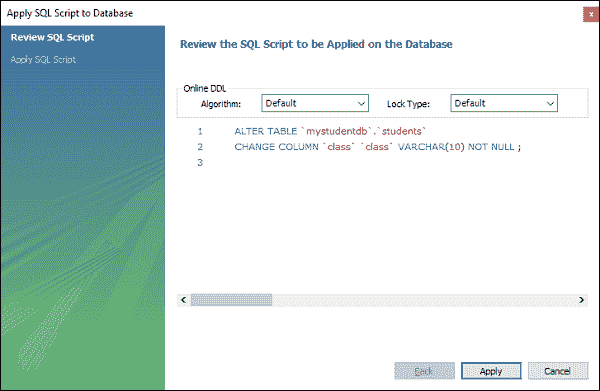 Apply SQL Script to Database
Review SQL Script
Apply SQL Script
Review the SQL Script to be Applied on the Database
Online DDL
Algorithm: Default Lock Type: Default
1 ALTER TABLE `mystudentdb`.`students`
2 CHANGE COLUMN `class` `class` VARCHAR(10) NOT NULL ;
3
Back Apply Cancel